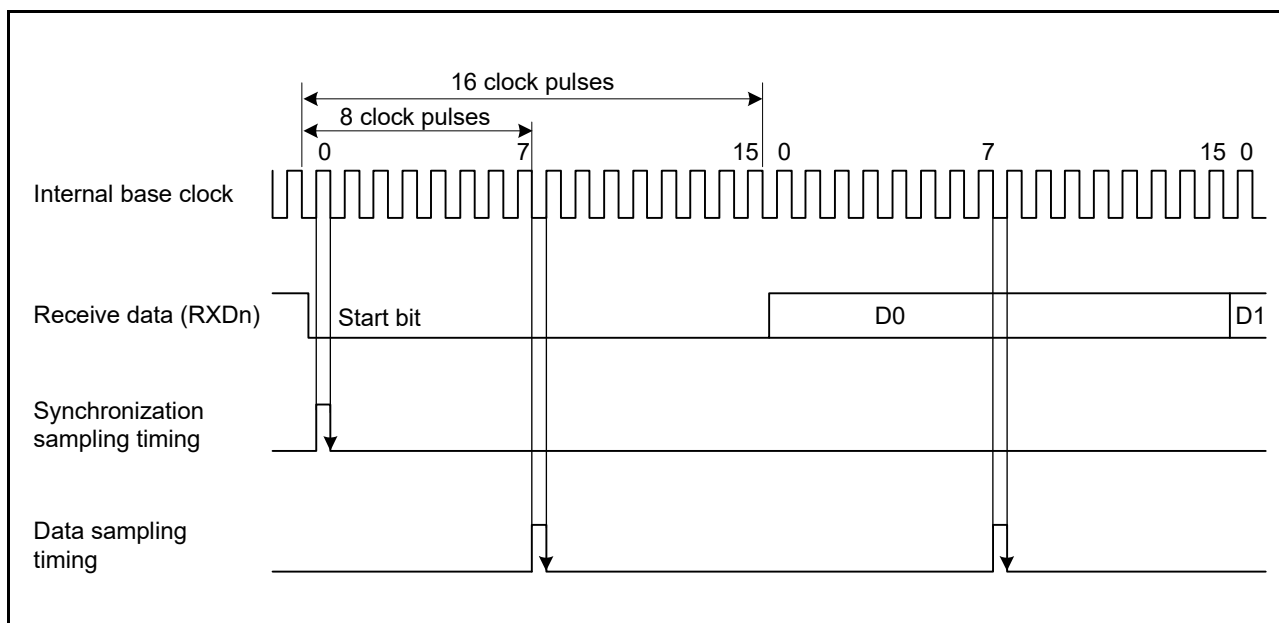 16 clock pulses
8 clock pulses
0 7 15 0 7 15 0
Internal base clock
Receive data (RXDn)
Start bit
D0
D1
Synchronization
sampling timing
Data sampling
timing